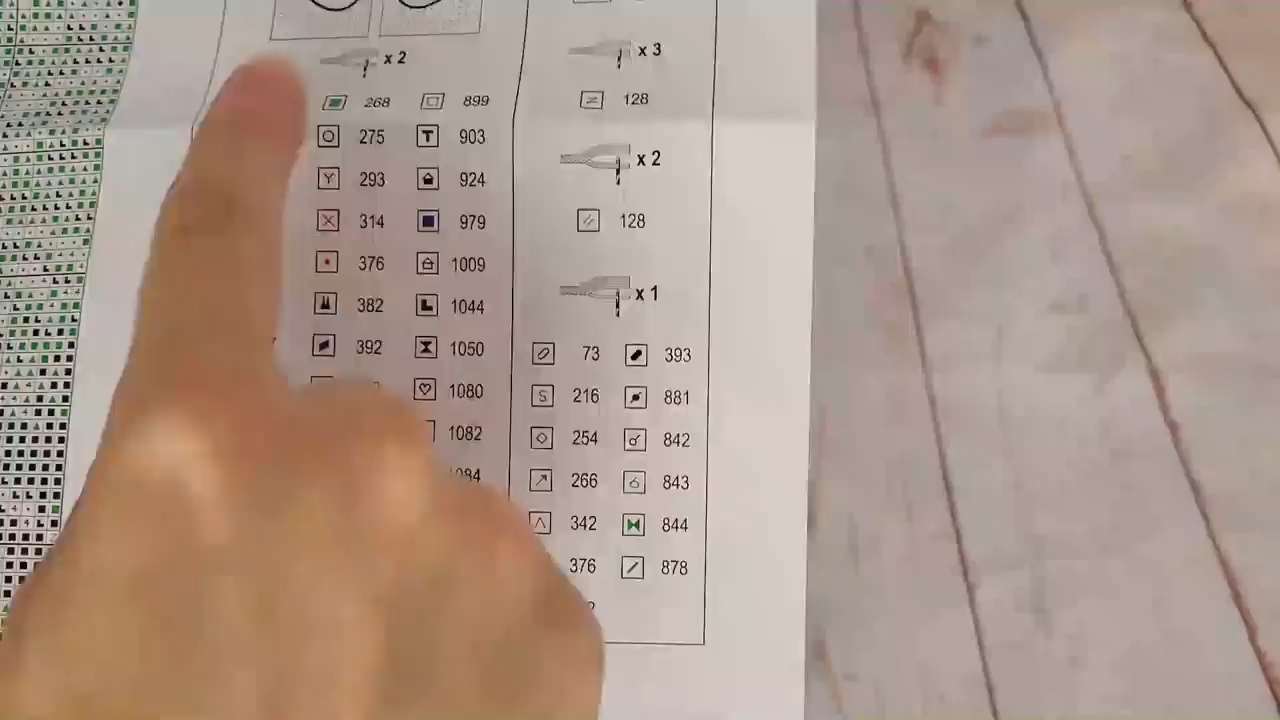 x 2
268 899
275 T 903
293 924
314 979
376 1009
382 1044
392 1050
1080
1082
x 3
128
x 2
128
x 1
73 393
S 216 881
254 842
266 843
342 844
376 878